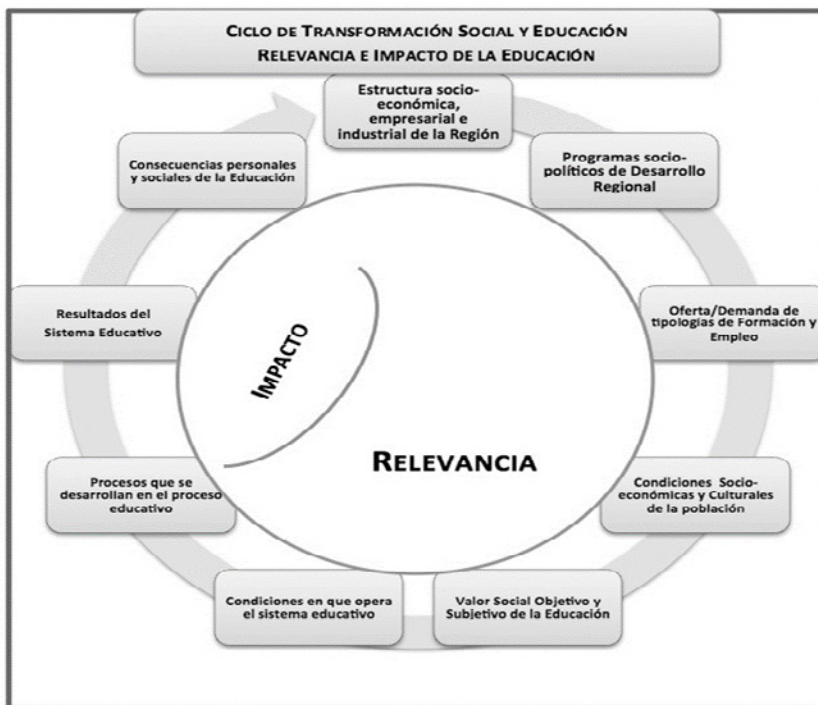 CICLO DE TRANSFORMACIÓN SOCIAL Y EDUCACIÓN
RELEVANCIA E IMPACTO DE LA EDUCACIÓN
Estructura socio-
económica,
empresarial e
industrial de la Región
Programas socio-
políticos de Desarrollo
Regional
Oferta/Demanda de
tipologías de Formación y
Empleo
Condiciones Socio-
económicas y Culturales
de la población
Valor Social Objetivo y
Subjetivo de la Educación
Condiciones en que opera
el sistema educativo
Procesos que se
desarrollan en el proceso
educativo
Resultados del
Sistema Educativo
Consecuencias personales
y sociales de la Educación
IMPACTO
RELEVANCIA